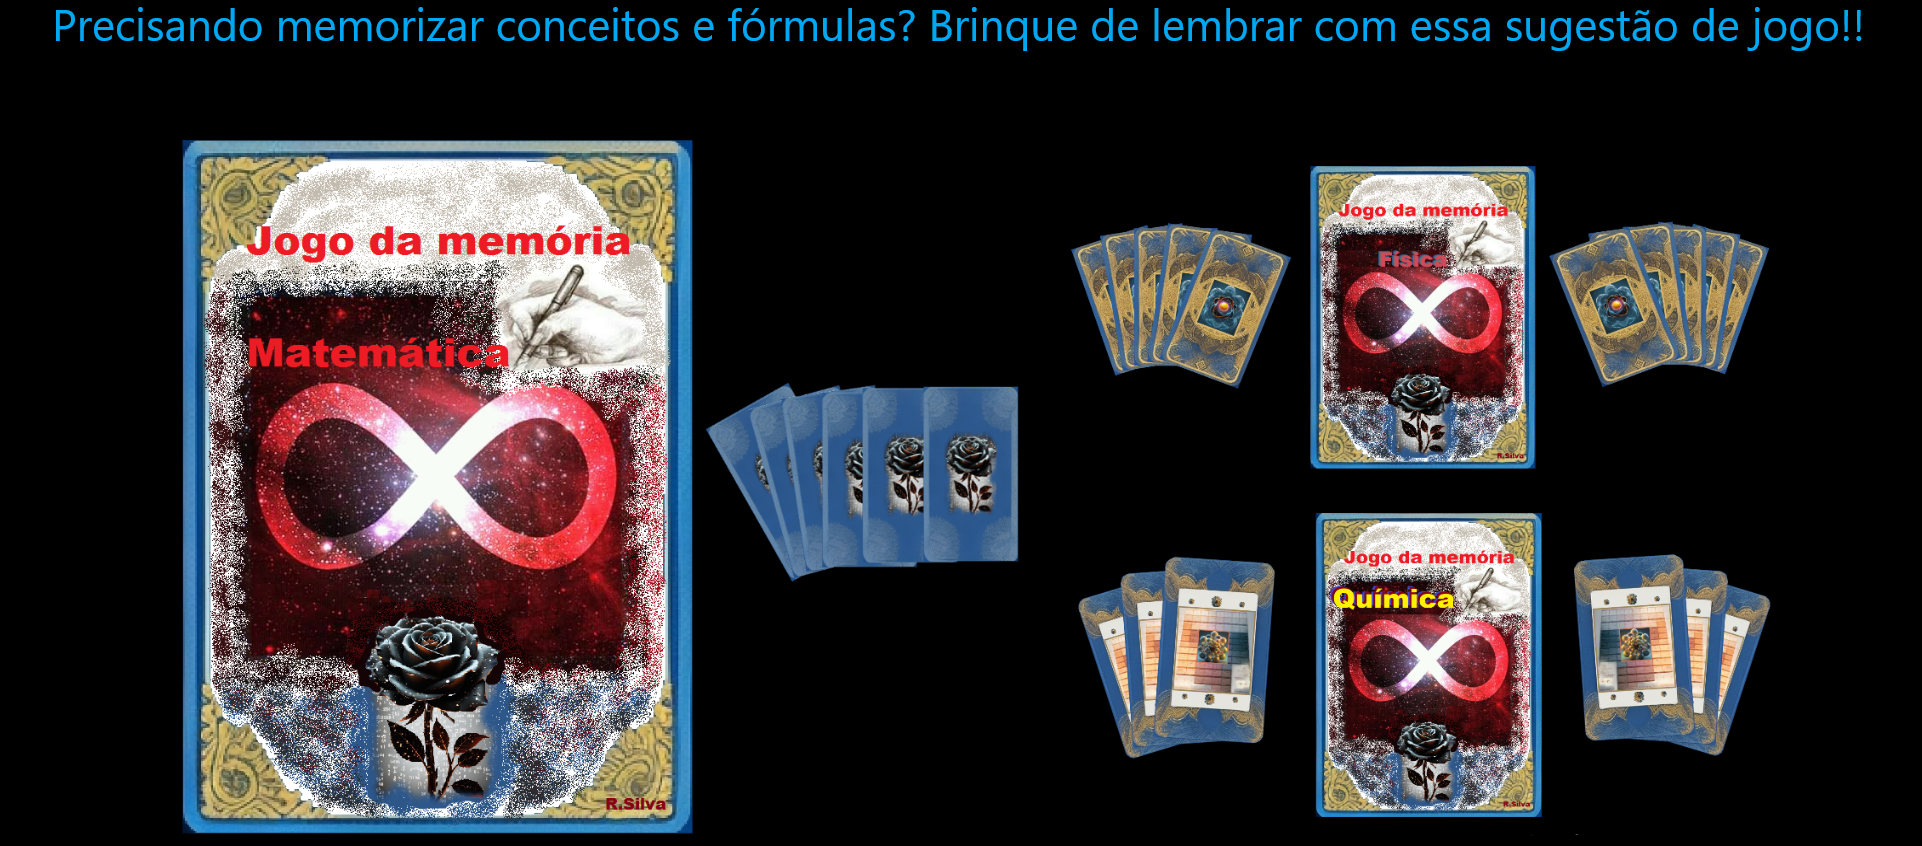 Precisando memorizar conceitos e fórmulas? Brinque de lembrar com essa sugestão de jogo!!
Jogo da memória
Matemática
R.Silva
Jogo da memória
Física
R.Silva
Jogo da memória
Química
R.Silva